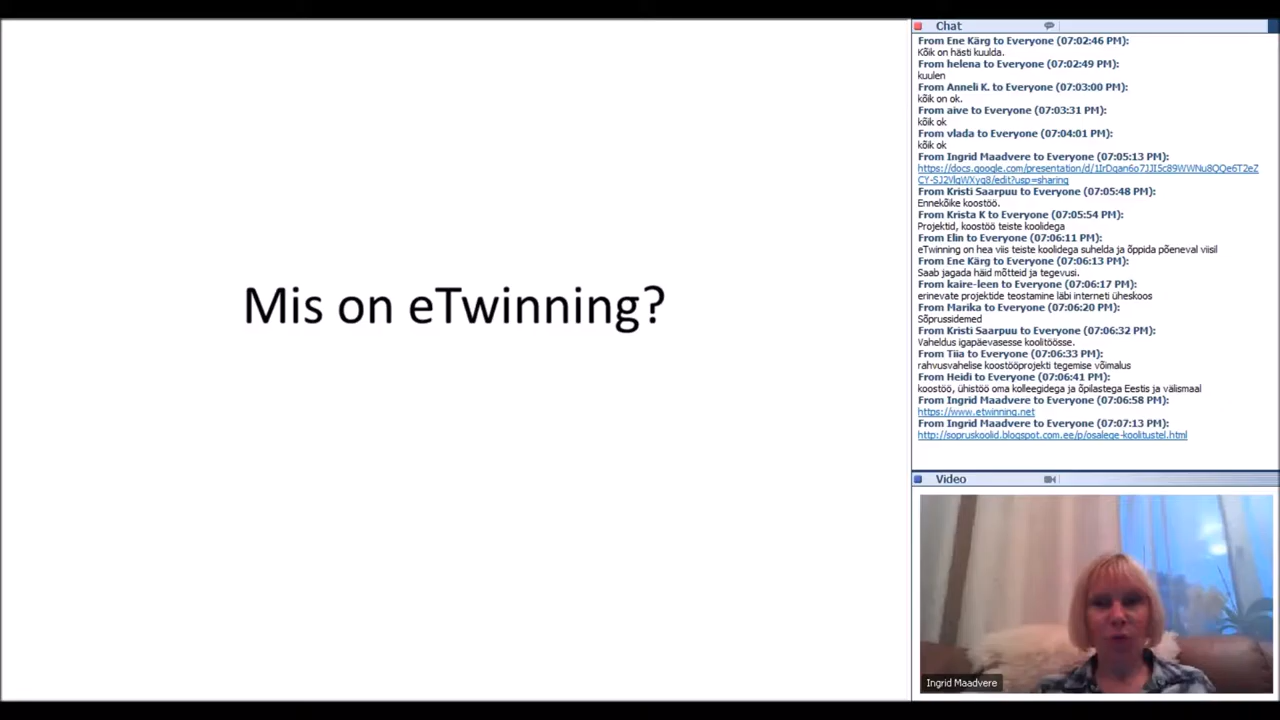 Mis on eTwinning?
Chat
From Ene Kärg to Everyone (07:02:46 PM):
Kõik on hästi kuulda.
From helena to Everyone (07:02:49 PM):
kuulen
From Anneli K. to Everyone (07:03:00 PM):
kõik on ok.
From aive to Everyone (07:03:31 PM):
kõik ok
From vlada to Everyone (07:04:01 PM):
kõik ok
From Ingrid Maadvere to Everyone (07:05:13 PM):
From Kristi Saarpuu to Everyone (07:05:48 PM):
Ennekõike koostöö.
From Krista K to Everyone (07:05:54 PM):
Projektid, koostöö teiste koolidega
From Elin to Everyone (07:06:11 PM):
eTwinning on hea viis teiste koolidega suhelda ja õppida põeneval viisil
From Ene Kärg to Everyone (07:06:13 PM):
Saab jagada häid mõtteid ja tegevusi.
From kaire-leen to Everyone (07:06:17 PM):
erinevate projektide teostamine läbi interneti üheskoos
From Marika to Everyone (07:06:20 PM):
Sõprussidemed
From Kristi Saarpuu to Everyone (07:06:32 PM):
Vaheldus igapäevasesse koolitöösse.
From Tiia to Everyone (07:06:33 PM):
rahvusvahelise koostööprojekti tegemise võimalus
From Heidi to Everyone (07:06:41 PM):
koostöö, ühistöö oma kolleegidega ja õpilastega Eestis ja välismaal
From Ingrid Maadvere to Everyone (07:06:58 PM):
https://www.etwinning.net
From Ingrid Maadvere to Everyone (07:07:13 PM):
http://sopruskoolid.blogspot.com.ee/p/osalege-koolitustel.html
Video
Ingrid Maadvere